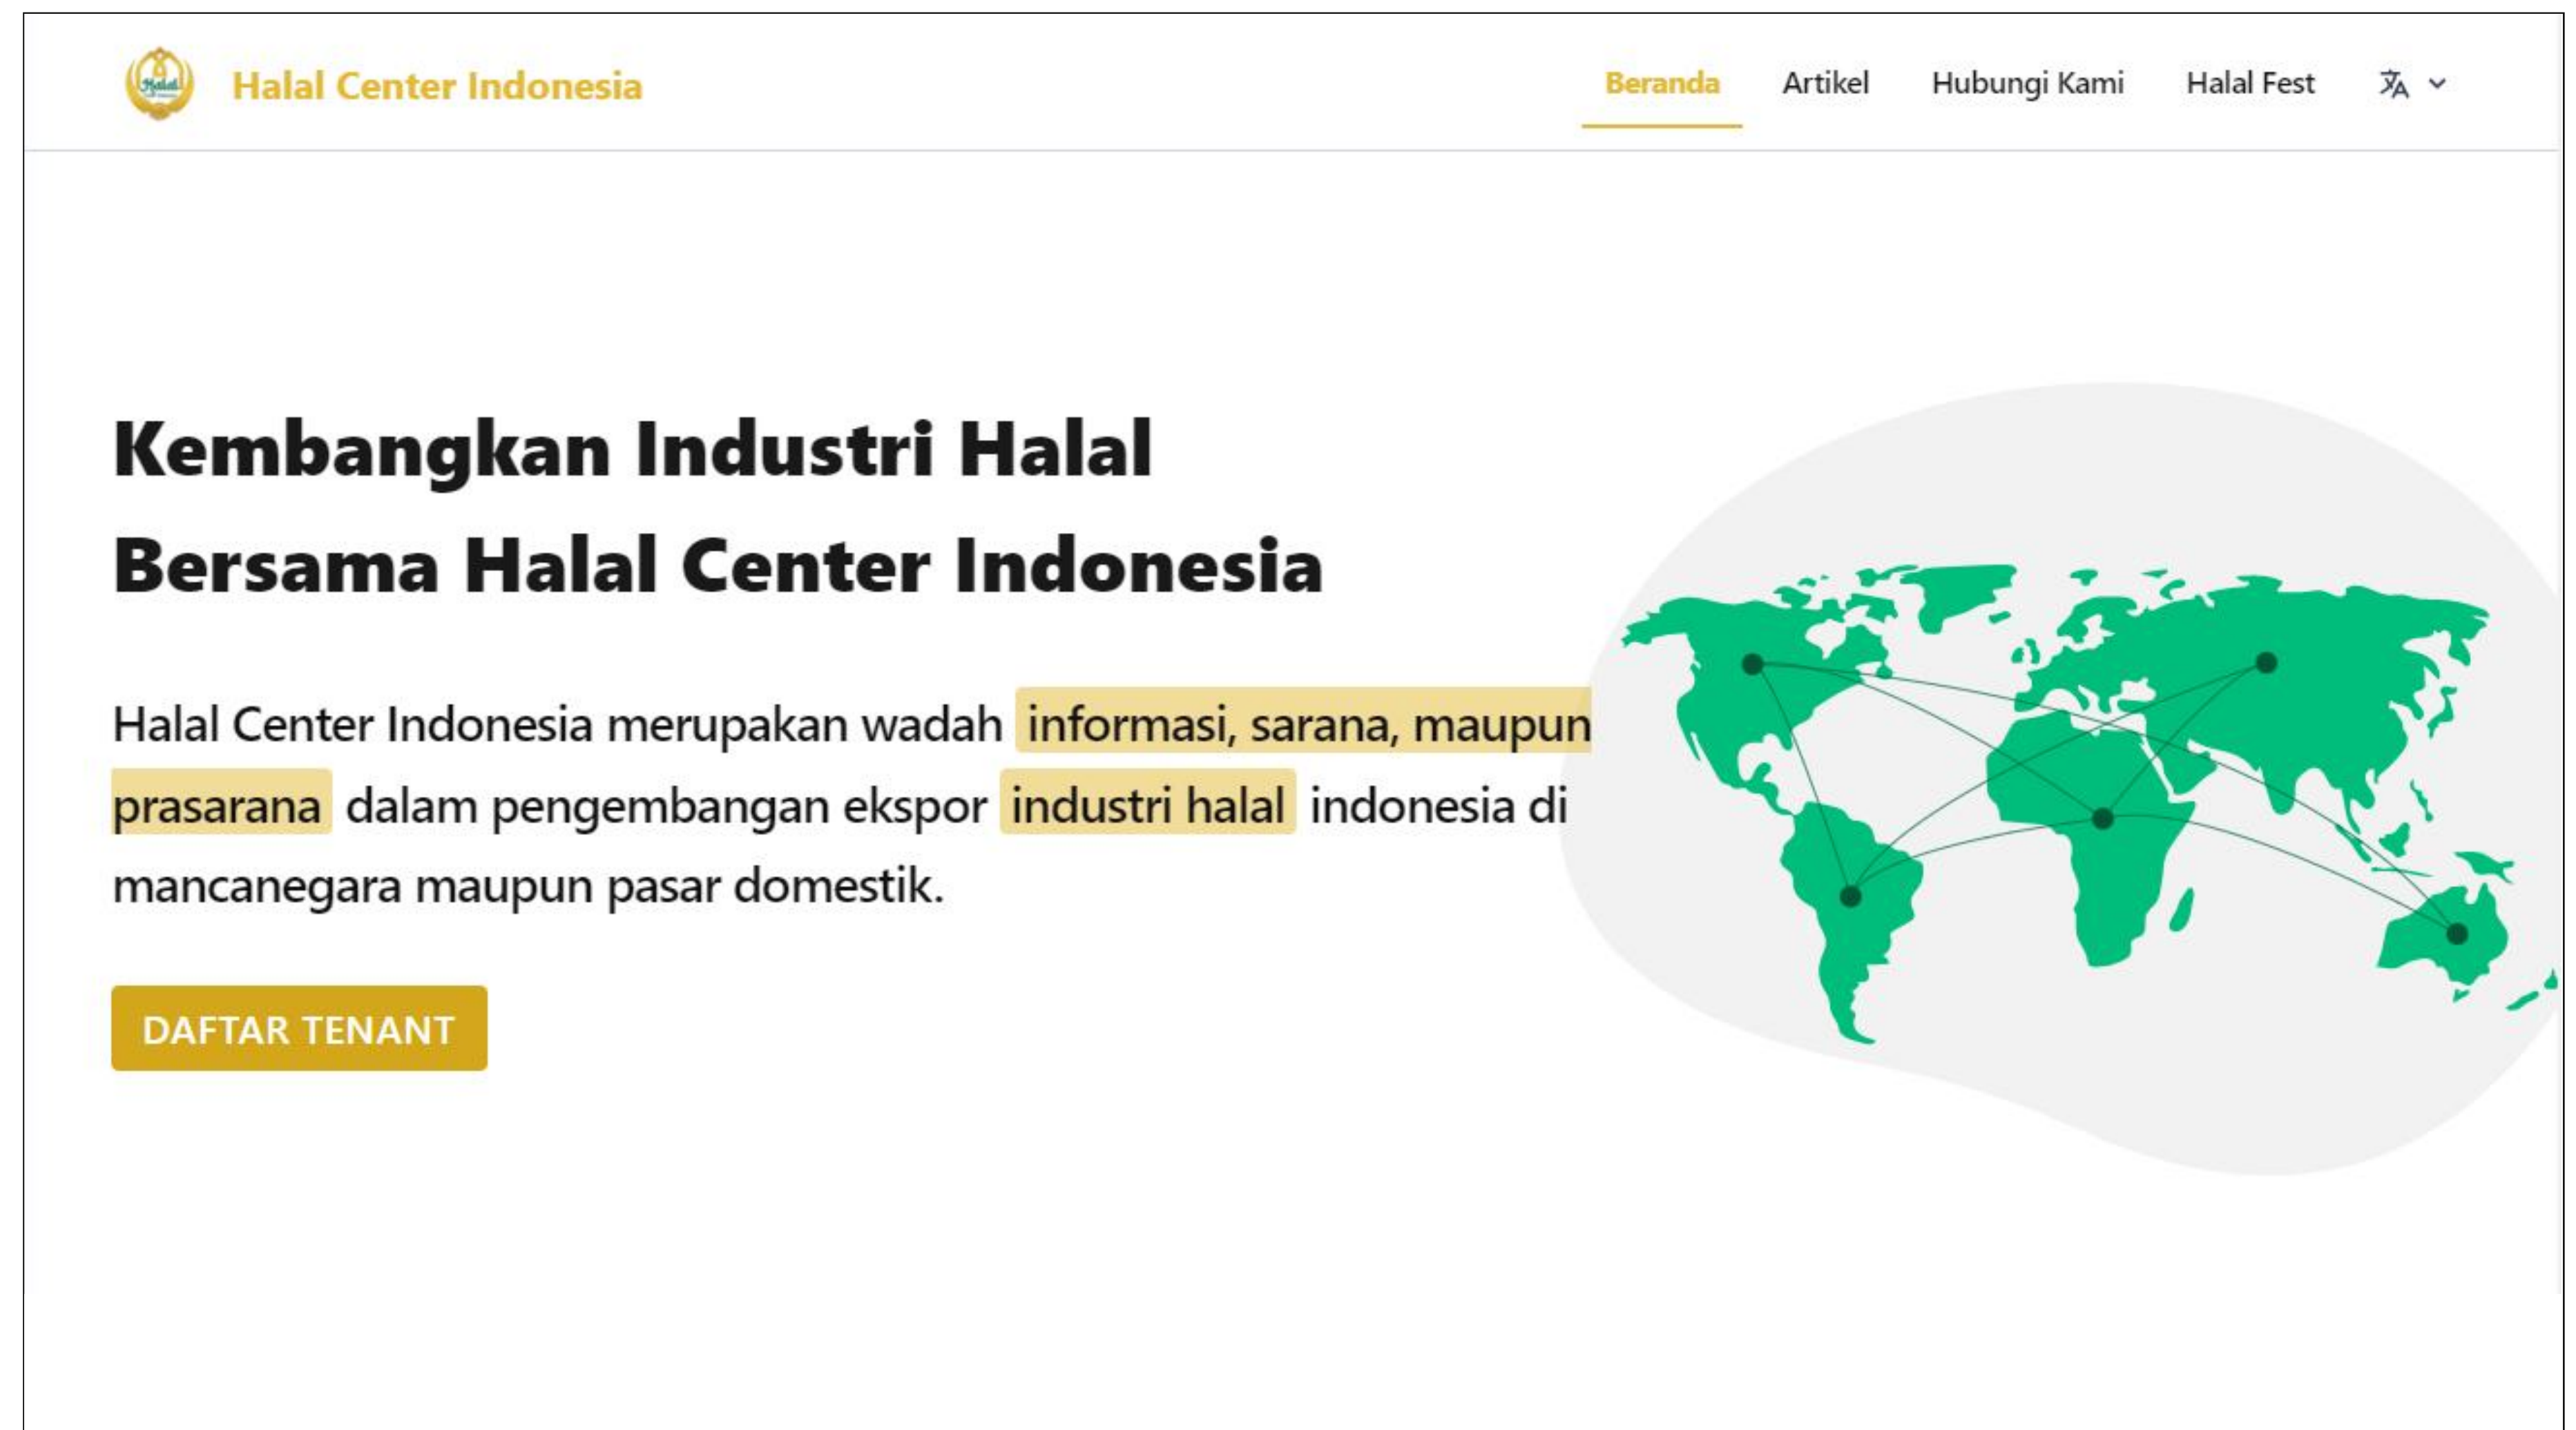 Halal
Halal Center Indonesia
Beranda
Artikel
Hubungi Kami
Halal Fest
Kembangkan Industri Halal
Bersama Halal Center Indonesia
Halal Center Indonesia merupakan wadah informasi, sarana, maupun
prasarana dalam pengembangan ekspor industri halal indonesia di
mancanegara maupun pasar domestik.
DAFTAR TENANT